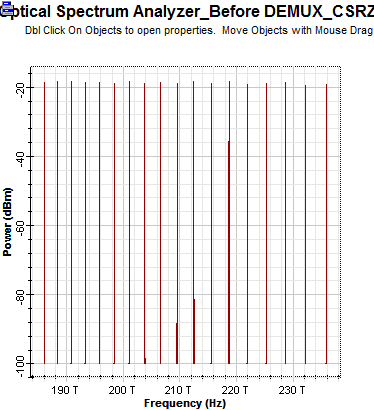 Optical Spectrum Analyzer_Before DEMUX_CSRZ
Dbl Click On Objects to open properties. Move Objects with Mouse Drag
Power (dBm)
-20
-40
-60
-80
-100
190 T 200 T 210 T 220 T 230 T
Frequency (Hz)